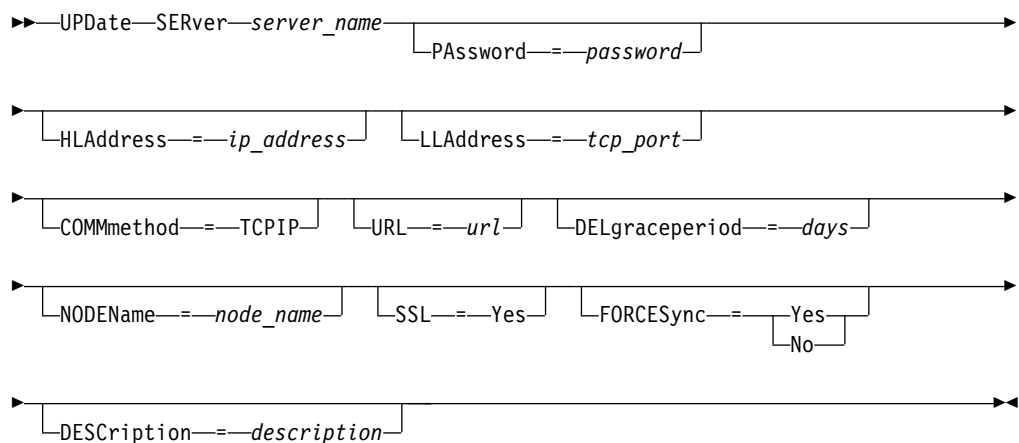 UPDate SERver server_name
PAssword = password
HLAddress = ip_address LLAddress = tcp_port
COMMmethod = TCPIP URL = url DELgraceperiod = days
NODEName = node_name SSL = Yes FORCESync = Yes
No
DESCription = description